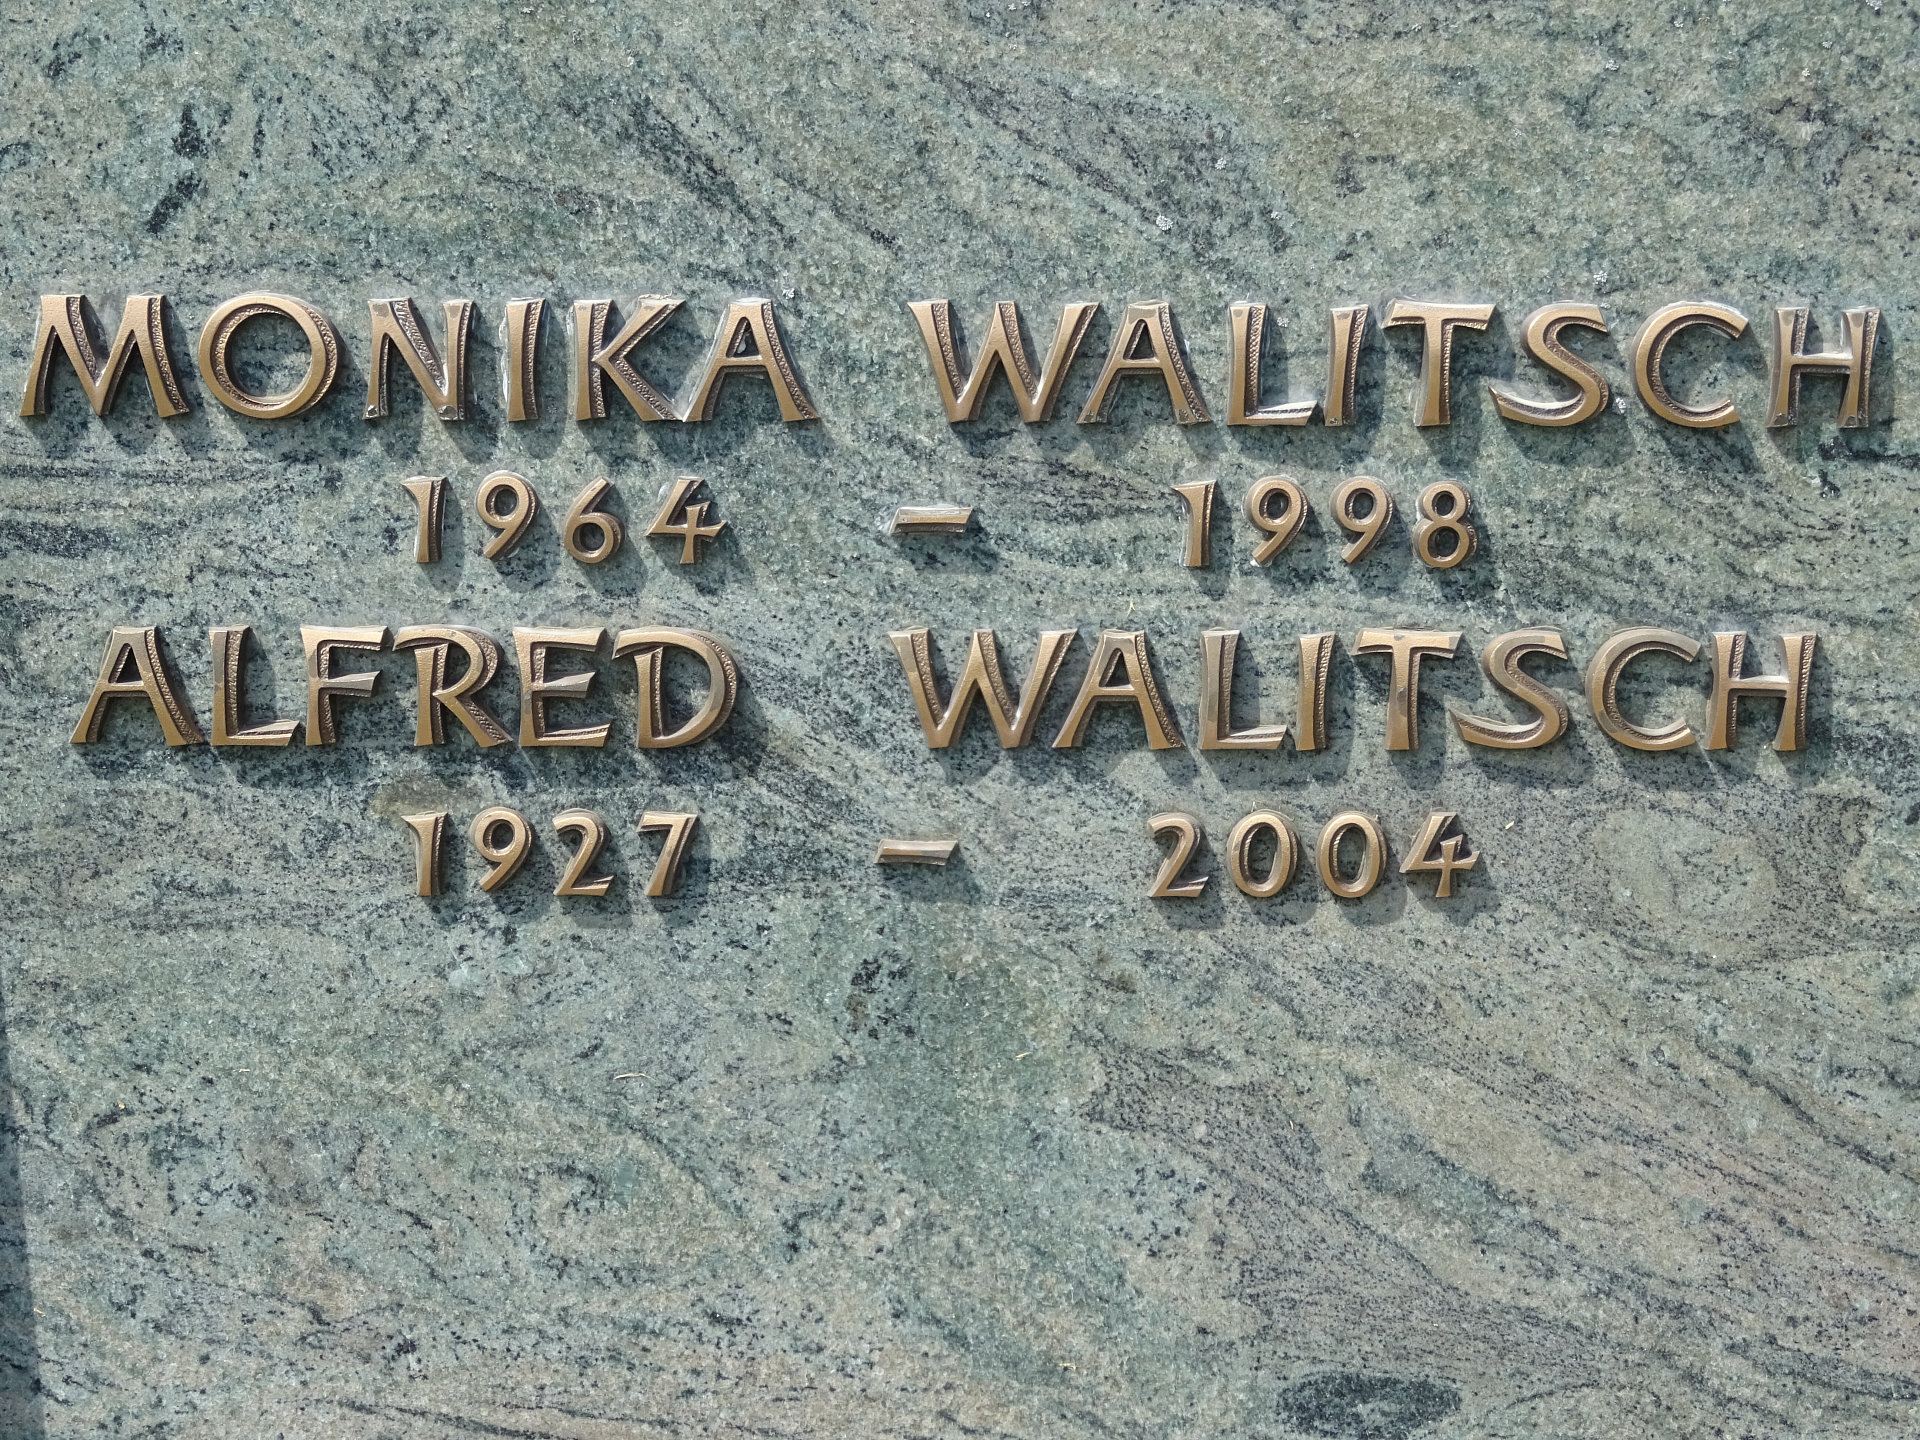 MONIKA WALITSCH
1964 – 1998
ALFRED WALITSCH
1927 – 2004